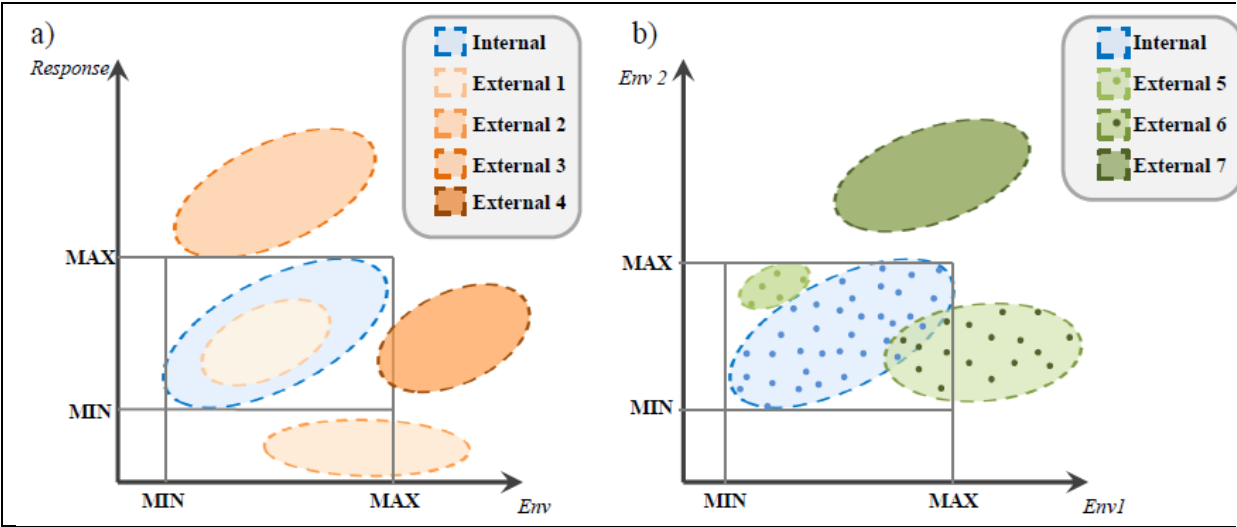 a)
Response
Internal
External 1
External 2
External 3
External 4
MAX
MIN
MIN
MAX
Env
b)
Env 2
Internal
External 5
External 6
External 7
MAX
MIN
MIN
MAX
Env1